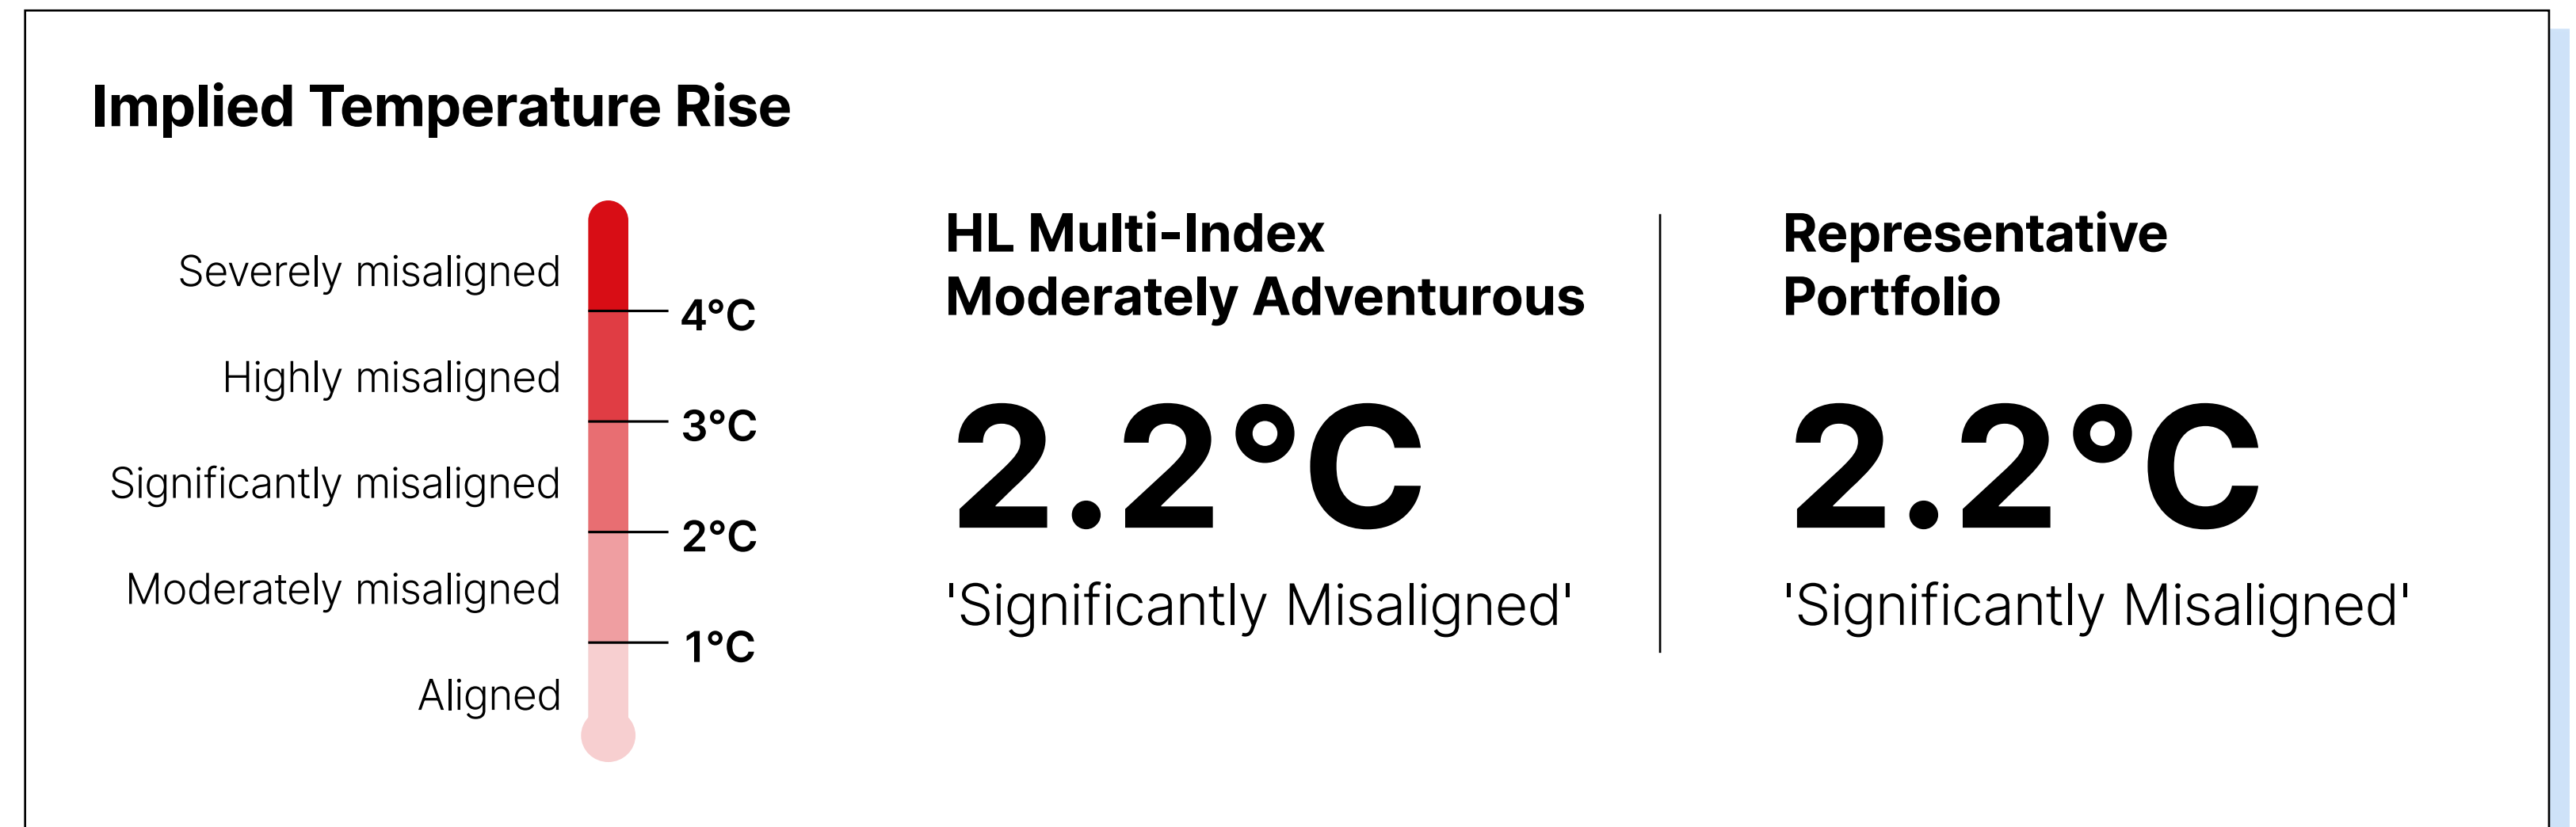 Implied Temperature Rise
Severely misaligned
4°C
Highly misaligned
3°C
Significantly misaligned
2°C
Moderately misaligned
1°C
Aligned
HL Multi-Index
Moderately Adventurous
2.2°C
'Significantly Misaligned'
Representative
Portfolio
2.2°C
'Significantly Misaligned'